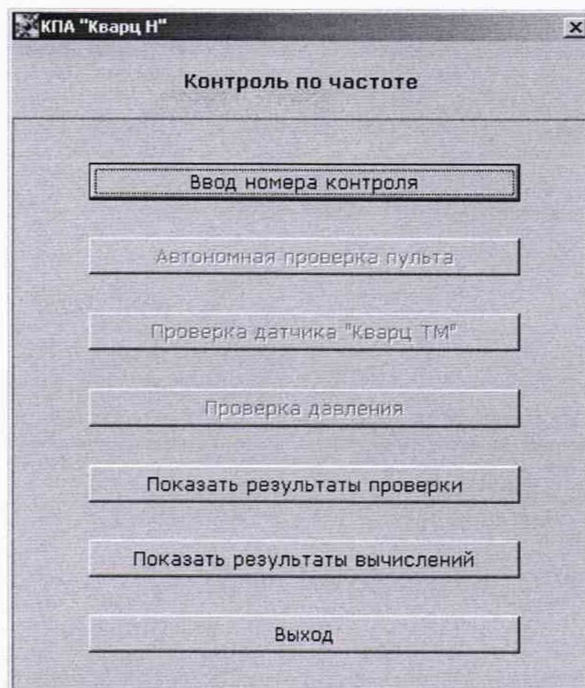 КПА "Кварц Н"
Контроль по частоте
Ввод номера контроля
Автономная проверка пульта
Проверка датчика "Кварц ТМ"
Проверка давления
Показать результаты проверки
Показать результаты вычислений
Выход